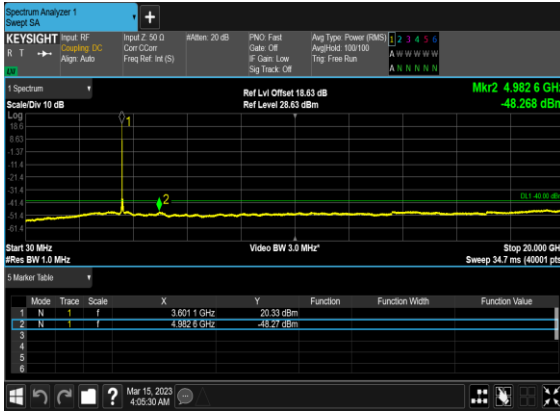 Spectrum Analyzer 1
Swept SA
+
KEYSIGHT
R T
Input: RF
Coupling: DC
Align: Auto
Input Z: 50 Ω
Corr CCorr
Freq Ref: Int (S)
#Atten: 20 dB
PNO: Fast
Gate: Off
IF Gain: Low
Sig Track: Off
Avg Type: Power (RMS)
Avg|Hold: 100/100
Trig: Free Run
1 2 3 4 5 6
A W W W W W
A N N N N N
1 Spectrum
Scale/Div 10 dB
Ref Lvl Offset 18.63 dB
Ref Level 28.63 dBm
Mkr2 4.982 6 GHz
-48.268 dBm
Log
18.6
8.63
-1.37
-11.4
-21.4
-31.4
-41.4
-51.4
-61.4
1
2
DL1 -40.00 dBm
Start 30 MHz
#Res BW 1.0 MHz
Video BW 3.0 MHz*
Stop 20.000 GH
Sweep 34.7 ms (40001 pts
5 Marker Table
Mode Trace Scale X Y Function Function Width Function Value
1 N 1 f 3.601 1 GHz 20.33 dBm
2 N 1 f 4.982 6 GHz -48.27 dBm
3
4
5
6
?
Mar 15, 2023
4:05:30 AM